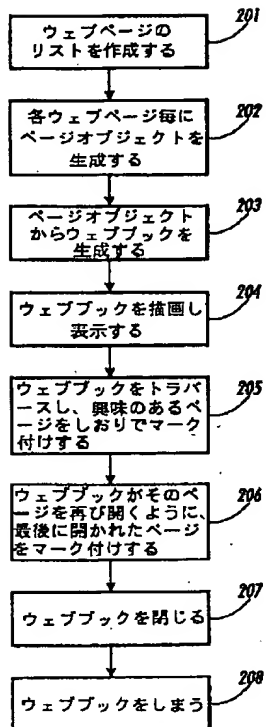 ウェブページの
リストを作成する
201
各ウェブページ毎に
ページオブジェクトを
生成する
202
ページオブジェクト
からウェブブックを
生成する
203
ウェブブックを描画し
表示する
204
ウェブブックをトラバ
ースし、興味のあるペ
ージをしおりでマーク
付けする
205
ウェブブックがそのペ
ージを再び開くように、
最後に開かれたページ
をマーク付けする
206
ウェブブックを閉じる
207
ウェブブックをしまう
208